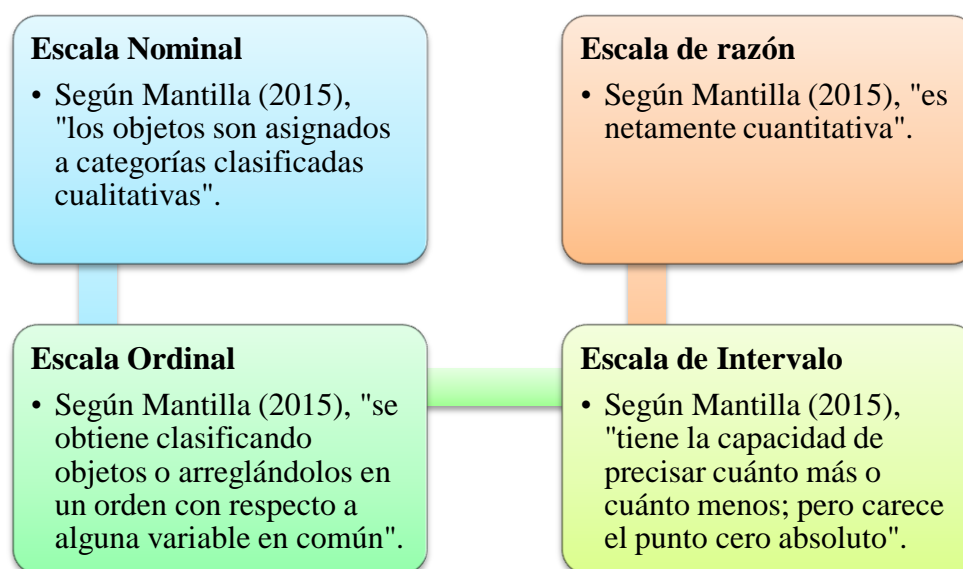 Escala Nominal
• Según Mantilla (2015),
"los objetos son asignados
a categorías clasificadas
cualitativas".
Escala Ordinal
• Según Mantilla (2015), "se
obtiene clasificando
objetos o arreglándolos en
un orden con respecto a
alguna variable en común".
Escala de Intervalo
• Según Mantilla (2015),
"tiene la capacidad de
precisar cuánto más o
cuánto menos; pero carece
el punto cero absoluto".
Escala de razón
• Según Mantilla (2015), "es
netamente cuantitativa".